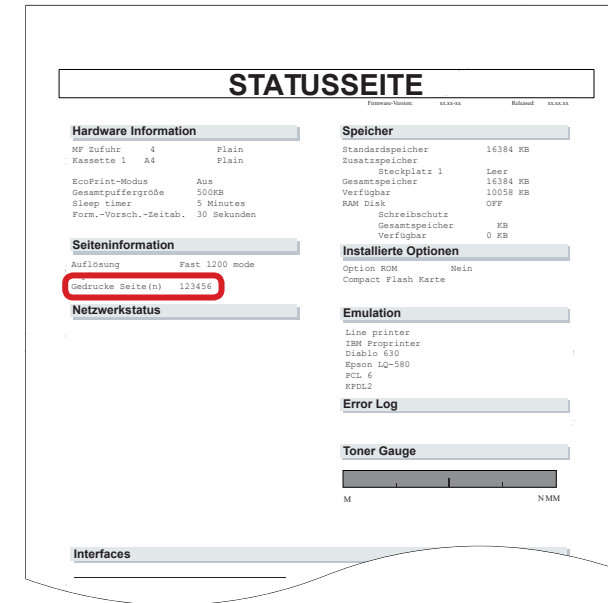 STATUSSEITE
Firmware-Version: xx.xx-xx Released: xx.xx.xx
Hardware Information
MF Zufuhr 4 Plain
Kassette 1 A4 Plain
EcoPrint-Modus Aus
Gesamtpuffergröße 500KB
Sleep timer 5 Minutes
Form.-Vorsch.-Zeitab. 30 Sekunden
Seiteninformation
Auflösung Fast 1200 mode
Gedrucke Seite(n) 123456
Netzwerkstatus
Speicher
Standardspeicher 16384 KB
Zusatzspeicher
Steckplatz 1 Leer
Gesamtspeicher 16384 KB
Verfügbar 10058 KB
RAM Disk OFF
Schreibschutz
Gesamtspeicher KB
Verfügbar 0 KB
Installierte Optionen
Option ROM Nein
Compact Flash Karte
Emulation
Line printer
IBM Proprinter
Diablo 630
Epson LQ-580
PCL 6
KPDL2
Error Log
Toner Gauge
M N MM
Interfaces